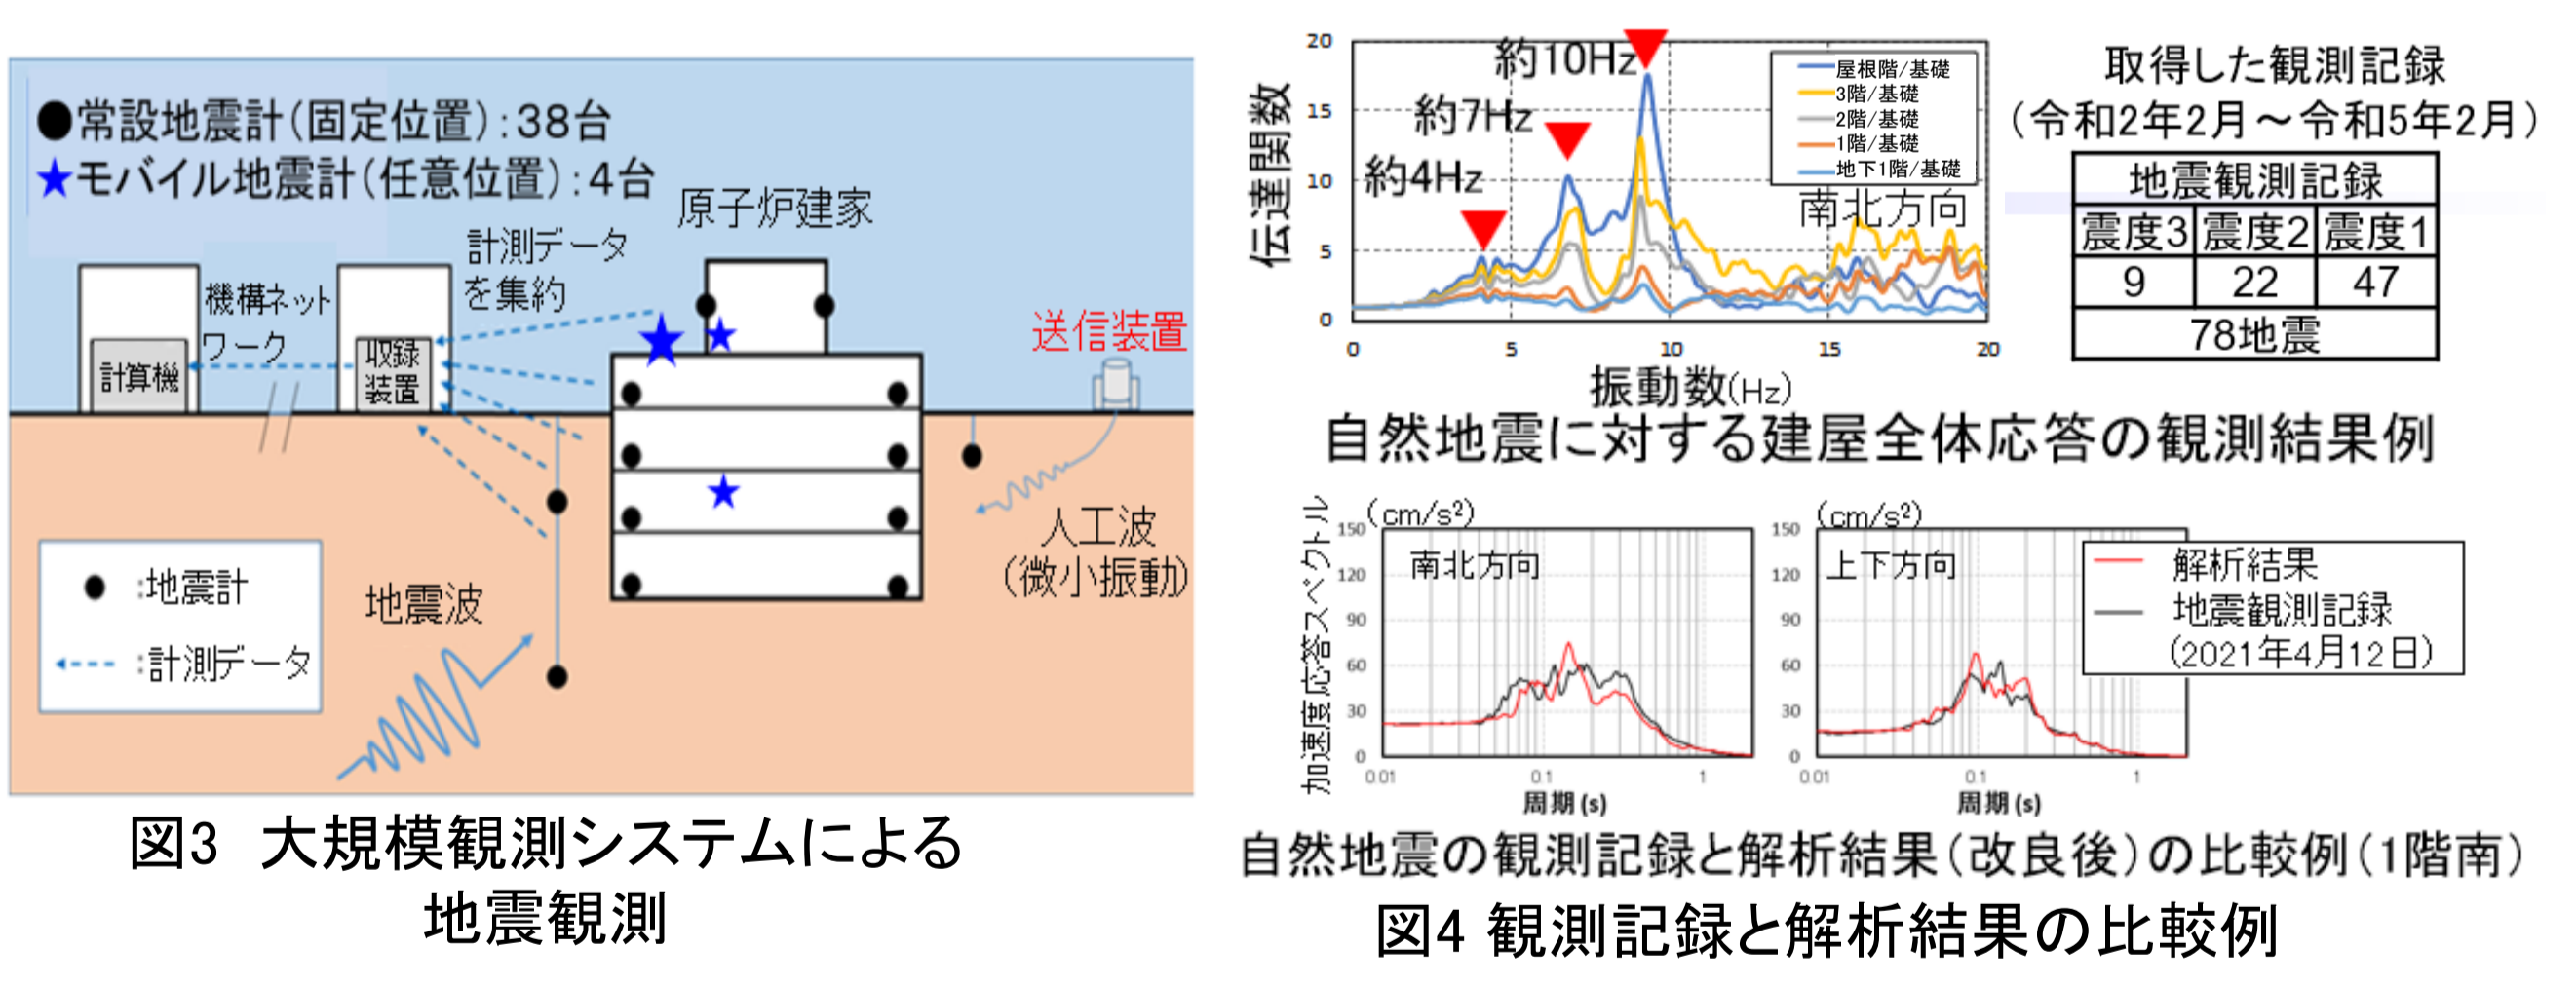 ●常設地震計(固定位置):38台
★モバイル地震計(任意位置):4台
原子炉建家
計測データ
を集約
機構ネット
ワーク
計算機
収録
装置
送信装置
人工波
(微小振動)
地震波
:地震計
:計測データ
図3 大規模観測システムによる
地震観測
伝達関数
20
15
10
5
0
約10Hz
約7Hz
約4Hz
屋根階/基礎
3階/基礎
2階/基礎
1階/基礎
地下1階/基礎
南北方向
0 5 10 15 20
振動数(Hz)
取得した観測記録
(令和2年2月～令和5年2月)
地震観測記録
震度3 震度2 震度1
9 22 47
78地震
自然地震に対する建屋全体応答の観測結果例
加速度応答スペクトル
(cm/s²)
150
120
90
60
30
0
南北方向
0.01 0.1 1
周期(s)
(cm/s²)
150
120
90
60
30
0
上下方向
0.01 0.1 1
周期(s)
解析結果
地震観測記録
(2021年4月12日)
自然地震の観測記録と解析結果(改良後)の比較例(1階南)
図4 観測記録と解析結果の比較例